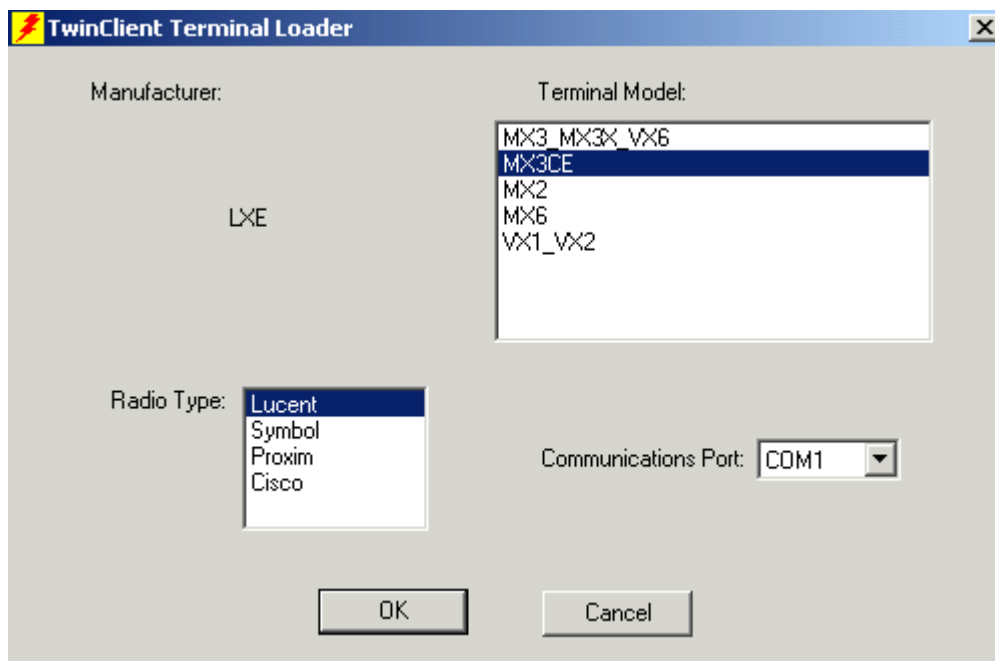 TwinClient Terminal Loader
Manufacturer:
Terminal Model:
MX3_MX3X_VX6
MX3CE
MX2
MX6
VX1_VX2
LXE
Radio Type:
Lucent
Symbol
Proxim
Cisco
Communications Port: COM1
OK
Cancel